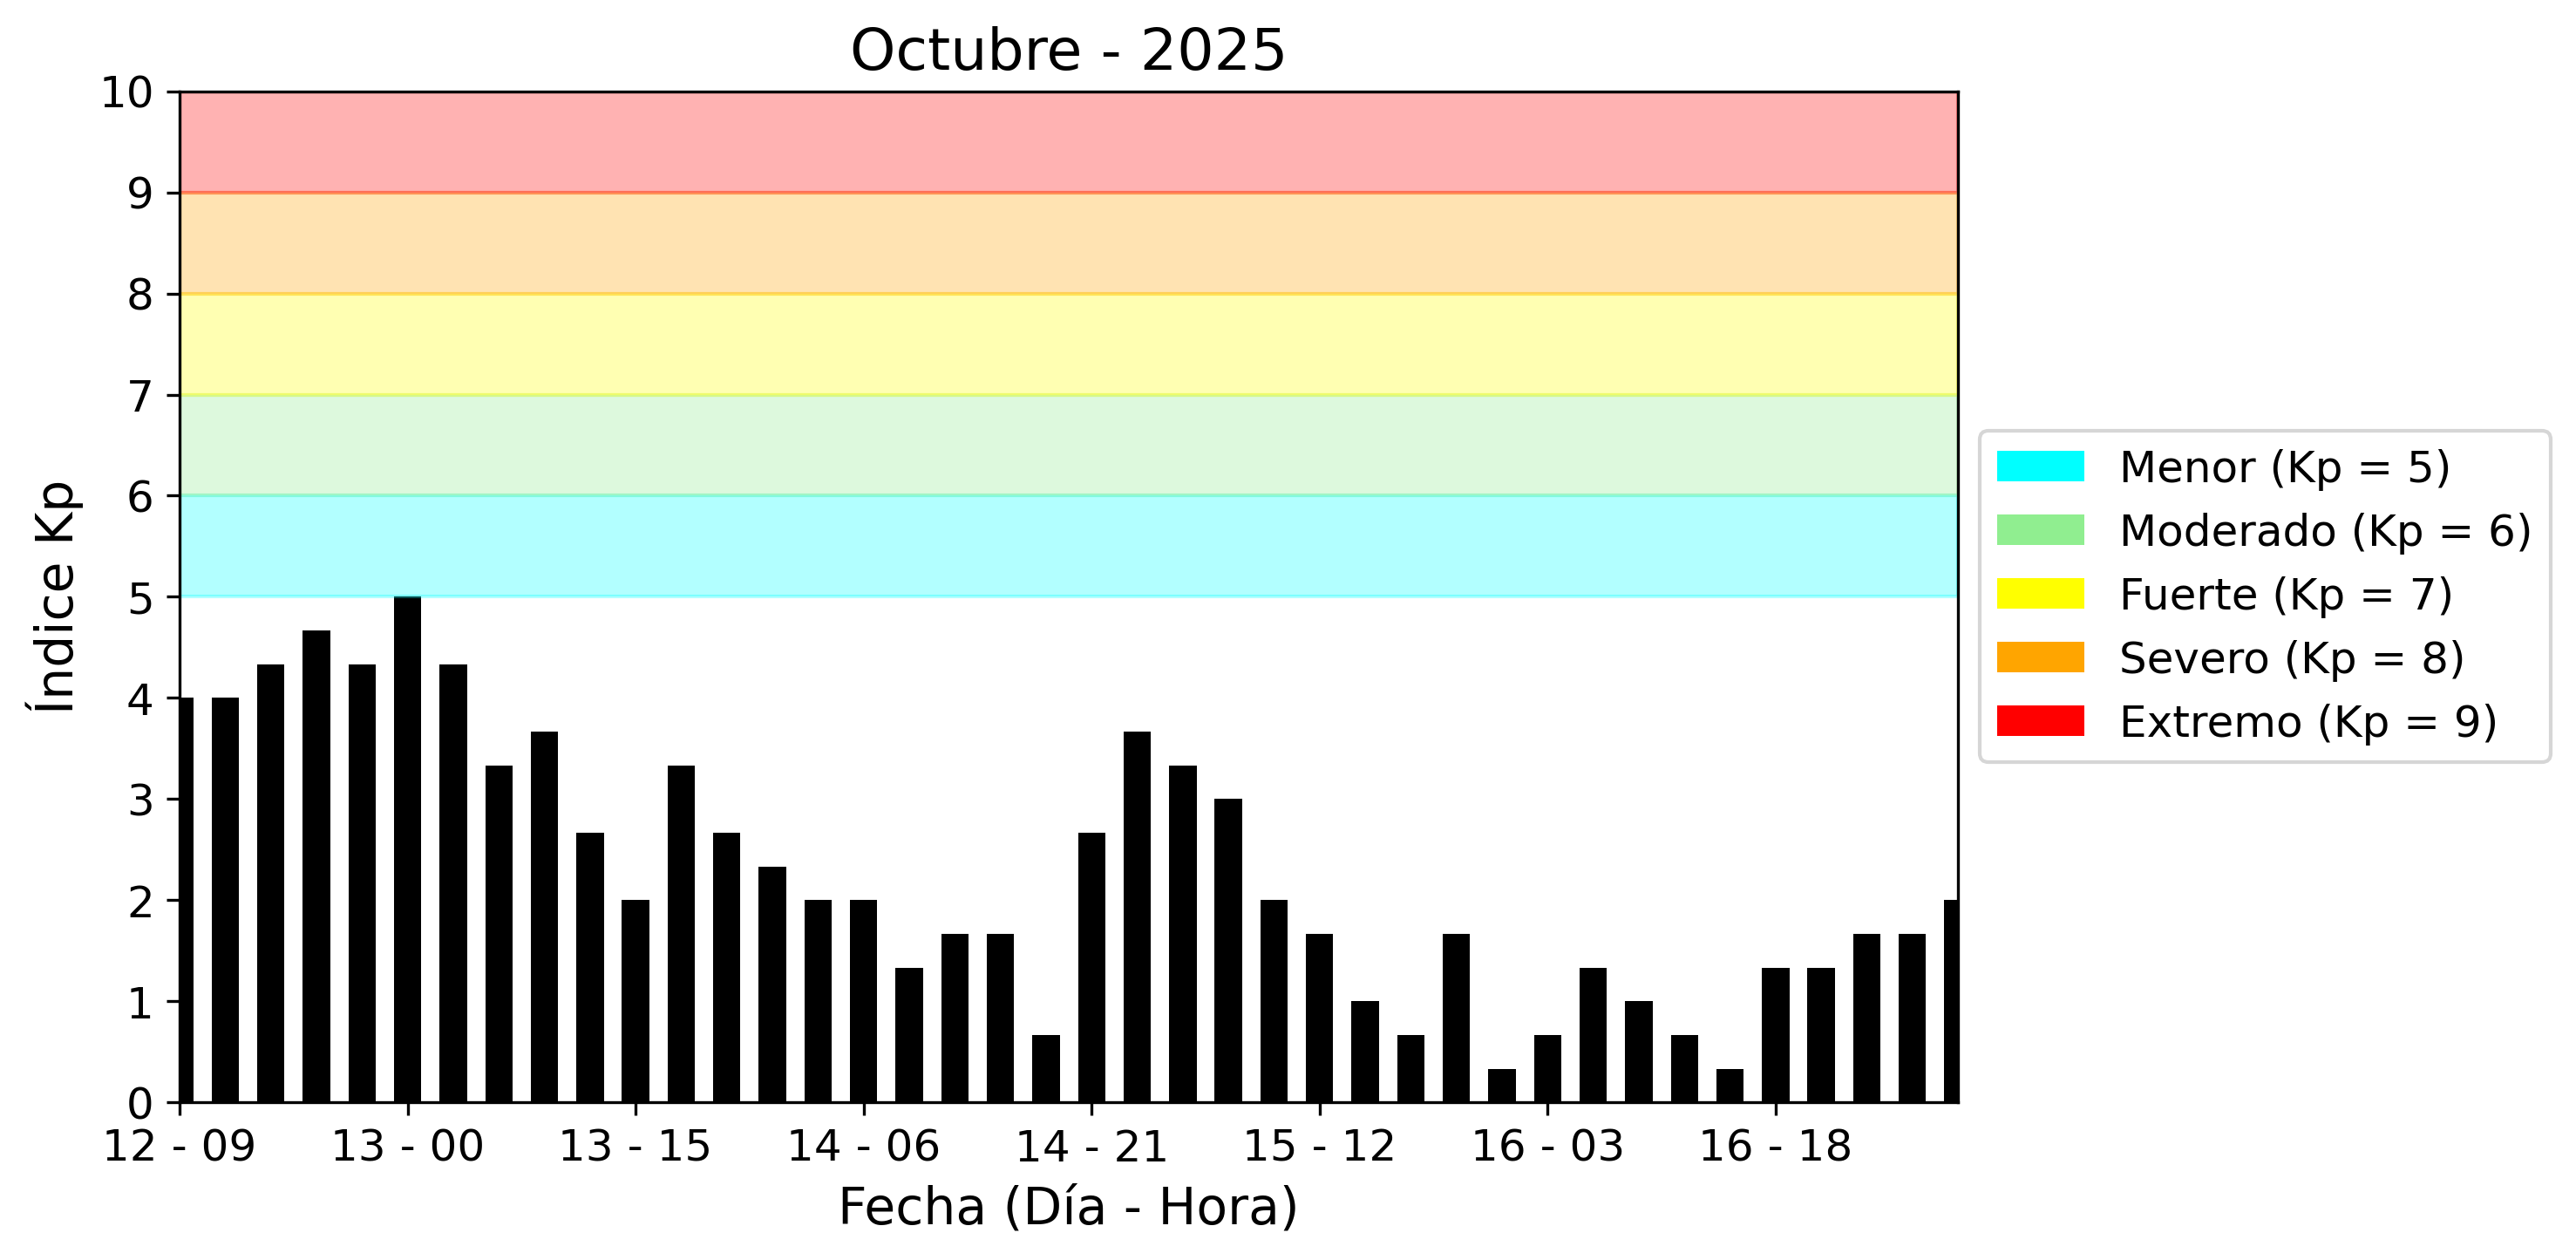 Octubre - 2025
10
9
8
7
6
5
4
3
2
1
0
Índice Kp
12 - 09
13 - 00
13 - 15
14 - 06
14 - 21
15 - 12
16 - 03
16 - 18
Fecha (Día - Hora)
Menor (Kp = 5)
Moderado (Kp = 6)
Fuerte (Kp = 7)
Severo (Kp = 8)
Extremo (Kp = 9)